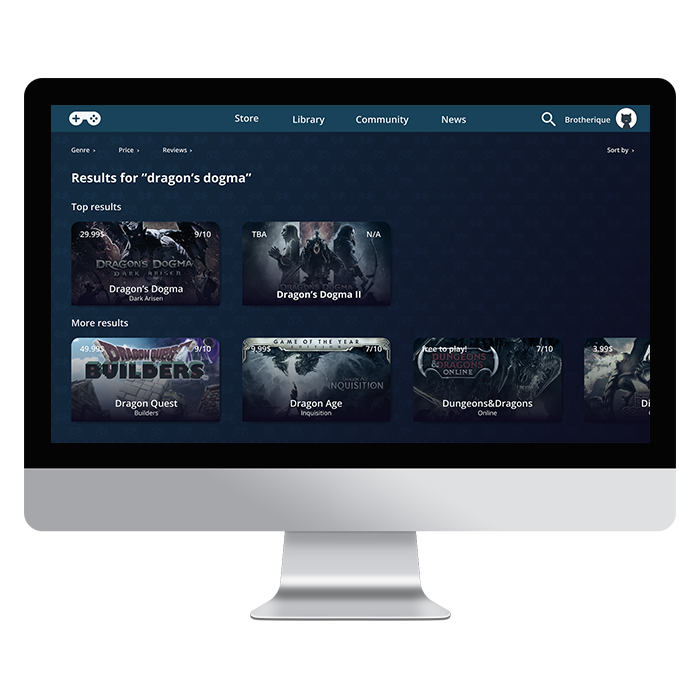 Store Library Community News Brotherique
Genre › Price › Reviews › Sort by ›
Results for “dragon’s dogma”
Top results
29.99$ 9/10 TBA N/A
DRAGON'S DOGMA
DARK ARISEN
Dragon’s Dogma Dragon’s Dogma II
Dark Arisen
More results
49.99$ 9/10 9.99$ 7/10 free to play! 7/10 3.99$
DRAGON QUEST
BUILDERS
GAME OF THE YEAR
EDITION
INQUISITION
DUNGEONS
& DRAGONS
ONLINE
Dragon Quest Dragon Age Dungeons&Dragons Di
Builders Inquisition Online